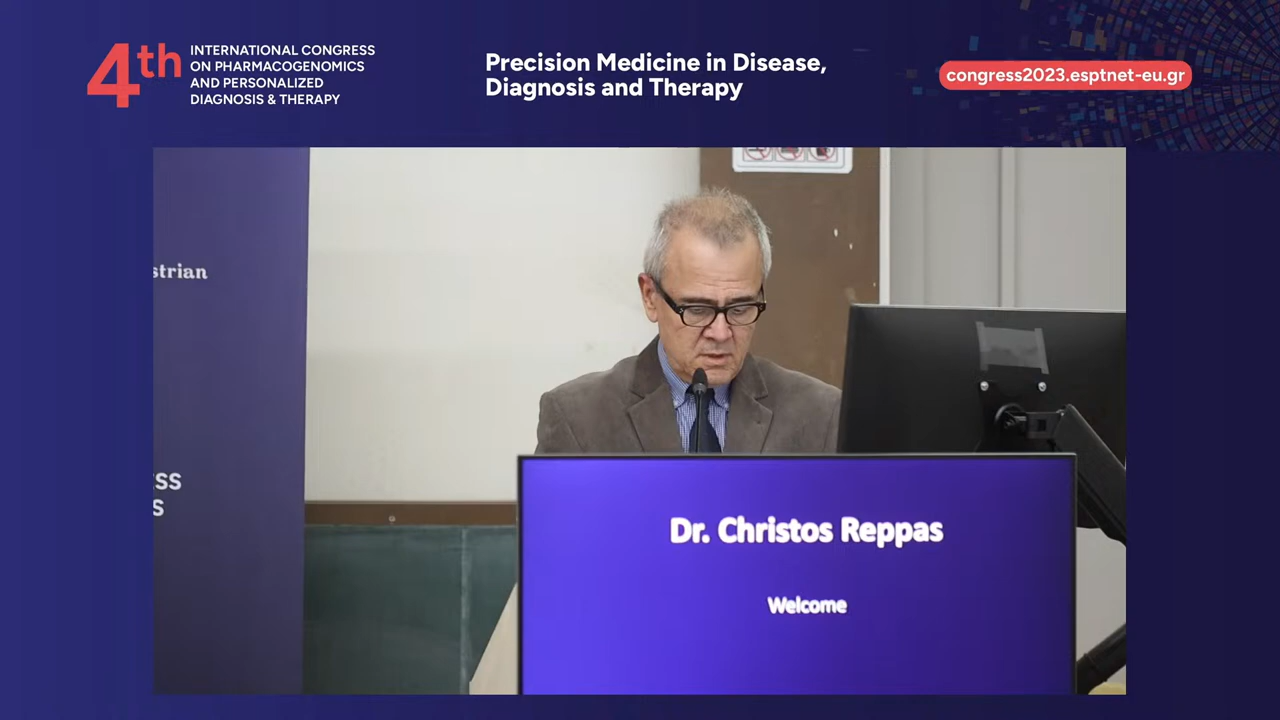 4th
INTERNATIONAL CONGRESS
ON PHARMACOGENOMICS
AND PERSONALIZED
DIAGNOSIS & THERAPY
Precision Medicine in Disease,
Diagnosis and Therapy
congress2023.esptnet-eu.gr
strian
SS
S
Dr. Christos Reppas
Welcome